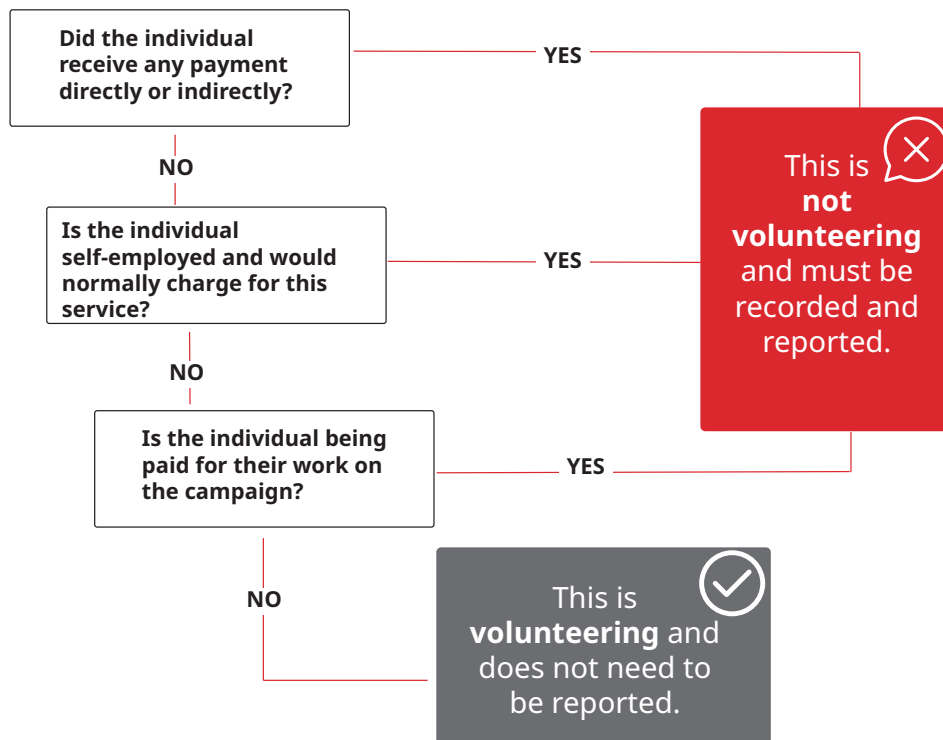 Did the individual
receive any payment
directly or indirectly?
YES
NO
This is
not
volunteering
and must be
recorded and
reported.
Is the individual
self-employed and would
normally charge for this
service?
YES
NO
Is the individual being
paid for their work on
the campaign?
YES
NO
This is
volunteering and
does not need to
be reported.